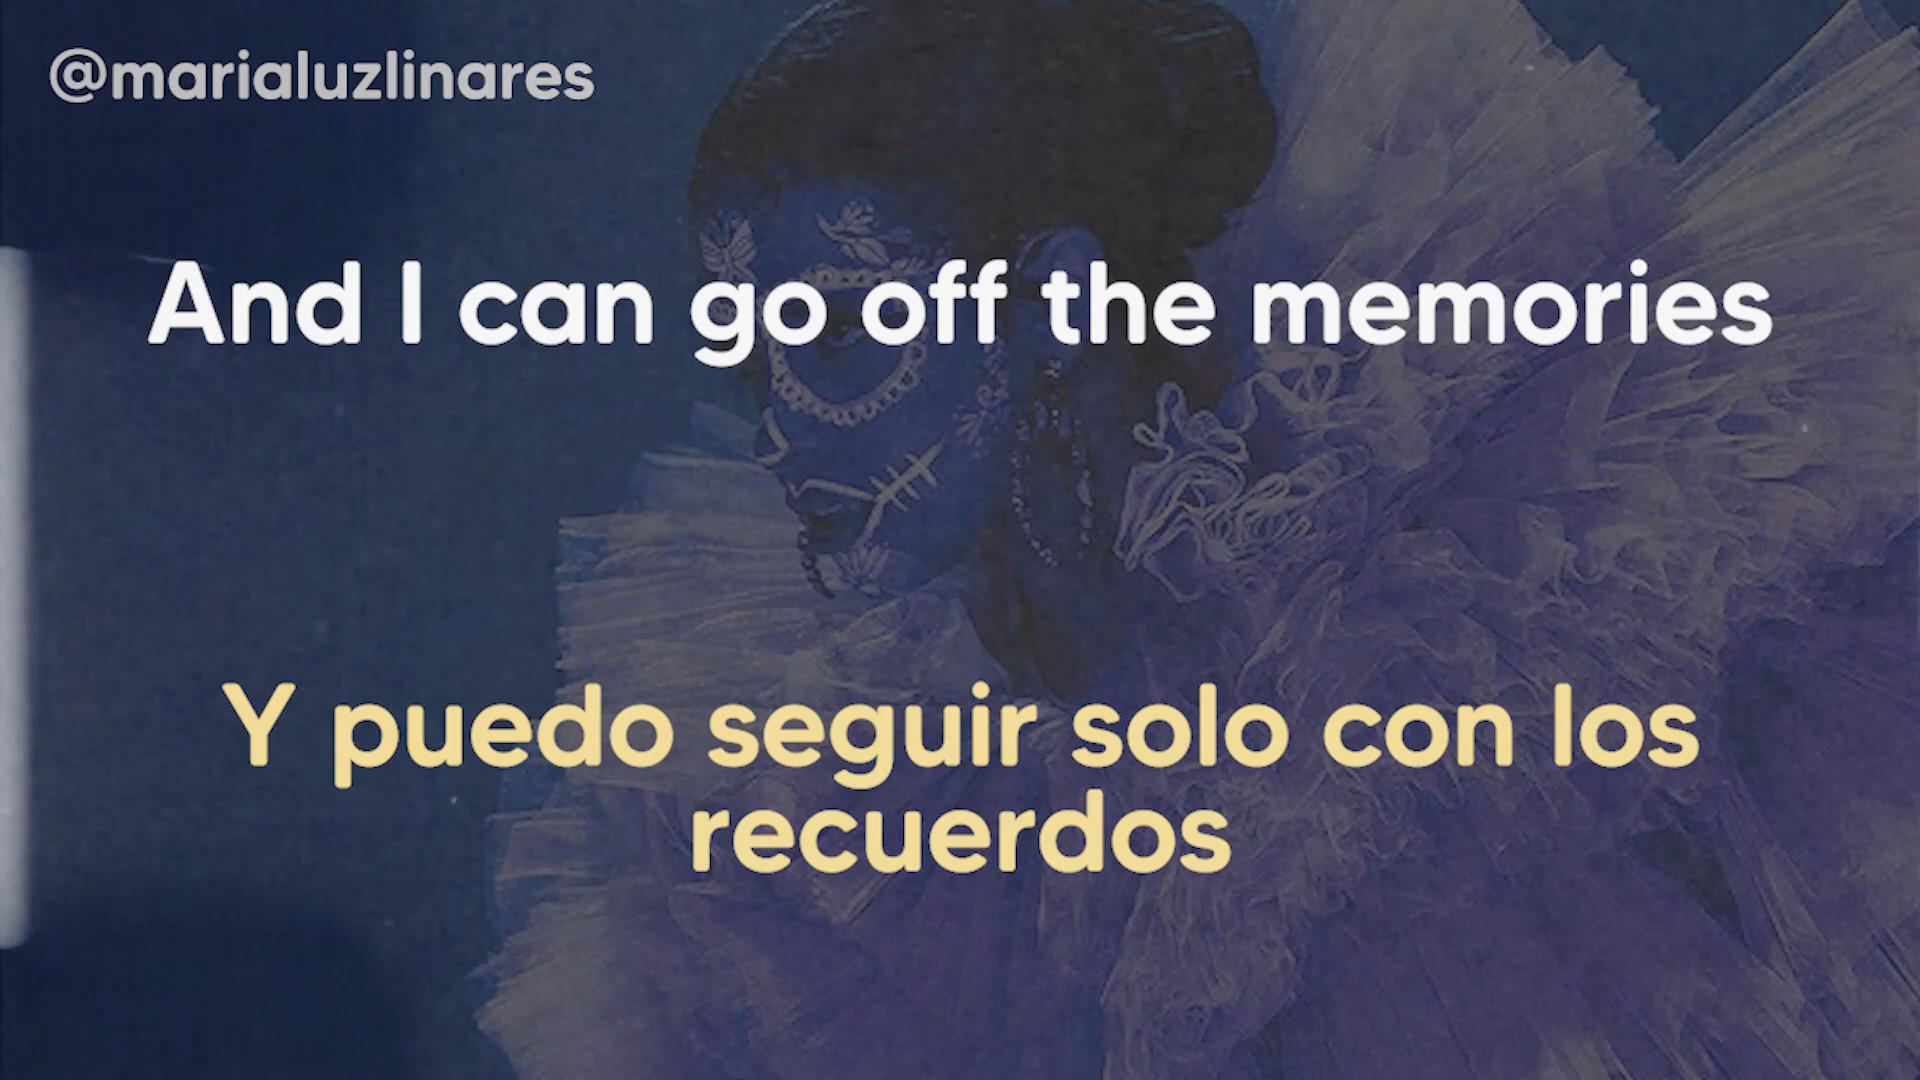 @marialuzlinares
And I can go off the memories
Y puedo seguir solo con los
recuerdos